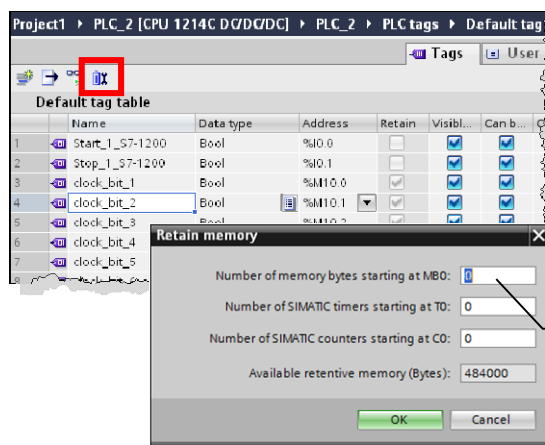 Project1 ▸ PLC_2 [CPU 1214C DC/DC/DC] ▸ PLC_2 ▸ PLC tags ▸ Default tag
Tags User
Default tag table
Name Data type Address Retain Visibl... Can b...
1 Start_1_S7-1200 Bool %I0.0
2 Stop_1_S7-1200 Bool %I0.1
3 clock_bit_1 Bool %M10.0
4 clock_bit_2 Bool %M10.1
5 clock_bit_3 Bool %M10.2
6 clock_bit_4
7 clock_bit_5
8
Retain memory
Number of memory bytes starting at MB0: 0
Number of SIMATIC timers starting at T0: 0
Number of SIMATIC counters starting at C0: 0
Available retentive memory (Bytes): 484000
OK Cancel